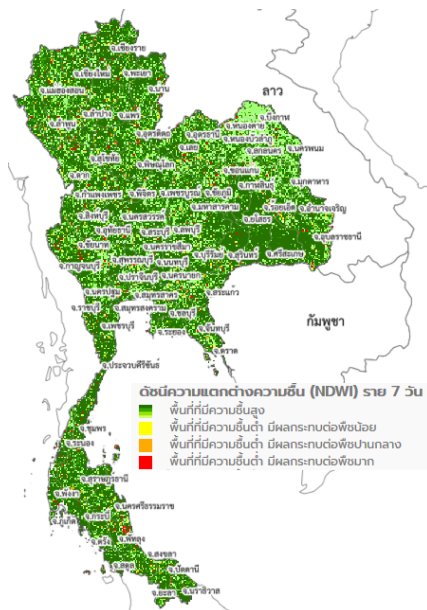 จ.เชียงราย
จ.เชียงใหม่
จ.พะเยา
จ.แม่ฮ่องสอน
จ.น่าน
จ.ลำปาง
จ.แพร่
จ.ลำพูน
จ.อุตรดิตถ์
จ.สุโขทัย
จ.พิษณุโลก
จ.ตาก
จ.เลย
จ.อุดรธานี
จ.หนองคาย
จ.บึงกาฬ
จ.หนองบัวลำภู
จ.สกลนคร
จ.นครพนม
ลาว
จ.ขอนแก่น
จ.กาฬสินธุ์
จ.มุกดาหาร
จ.กำแพงเพชร
จ.พิจิตร
จ.เพชรบูรณ์
จ.ชัยภูมิ
จ.มหาสารคาม
จ.ร้อยเอ็ด
จ.อำนาจเจริญ
จ.ยโสธร
จ.สิงห์บุรี
จ.นครสวรรค์
จ.อุทัยธานี
จ.สระบุรี
จ.ลพบุรี
จ.อุบลราชธานี
จ.ชัยนาท
จ.นครราชสีมา
จ.บุรีรัมย์
จ.สุรินทร์
จ.ศรีสะเกษ
จ.กาญจนบุรี
จ.สุพรรณบุรี
จ.นนทบุรี
จ.ปราจีนบุรี
จ.นครนายก
จ.สระแก้ว
จ.นครปฐม
จ.สมุทรสาคร
จ.ราชบุรี
จ.สมุทรสงคราม
จ.ชลบุรี
จ.เพชรบุรี
จ.ระยอง
จ.จันทบุรี
จ.ตราด
กัมพูชา
จ.ประจวบคีรีขันธ์
ดัชนีความแตกต่างความชื้น (NDWI) ราย 7 วัน
พื้นที่ที่มีความชื้นสูง
พื้นที่ที่มีความชื้นต่ำ มีผลกระทบต่อพืชน้อย
พื้นที่ที่มีความชื้นต่ำ มีผลกระทบต่อพืชปานกลาง
พื้นที่ที่มีความชื้นต่ำ มีผลกระทบต่อพืชมาก
จ.ชุมพร
จ.ระนอง
จ.สุราษฎร์ธานี
จ.พังงา
จ.นครศรีธรรมราช
จ.ภูเก็ต
จ.กระบี่
จ.ตรัง
จ.พัทลุง
จ.สงขลา
จ.สตูล
จ.ปัตตานี
จ.ยะลา
จ.นราธิวาส